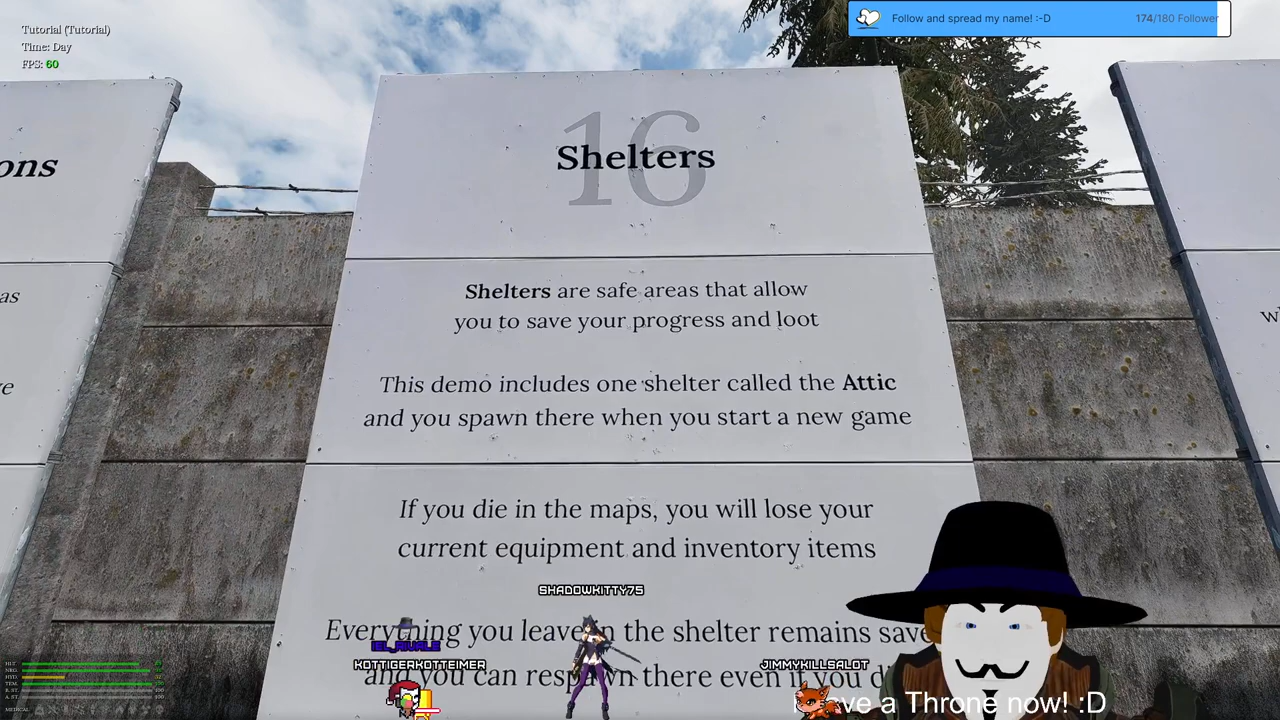 Tutorial (Tutorial)
Time: Day
FPS: 60
Follow and spread my name! :-D
174/180 Follower
ons
as
ve
16
Shelters
Shelters are safe areas that allow
you to save your progress and loot
This demo includes one shelter called the Attic
and you spawn there when you start a new game
If you die in the maps, you will lose your
current equipment and inventory items
Everything you leave in the shelter remains save
and you can respawn there even if you d
SHADOWKITTY75
KOTTIGERKOTTEIMER
JIMMYKILLSALOT
a Throne now! :D
MEDICAL